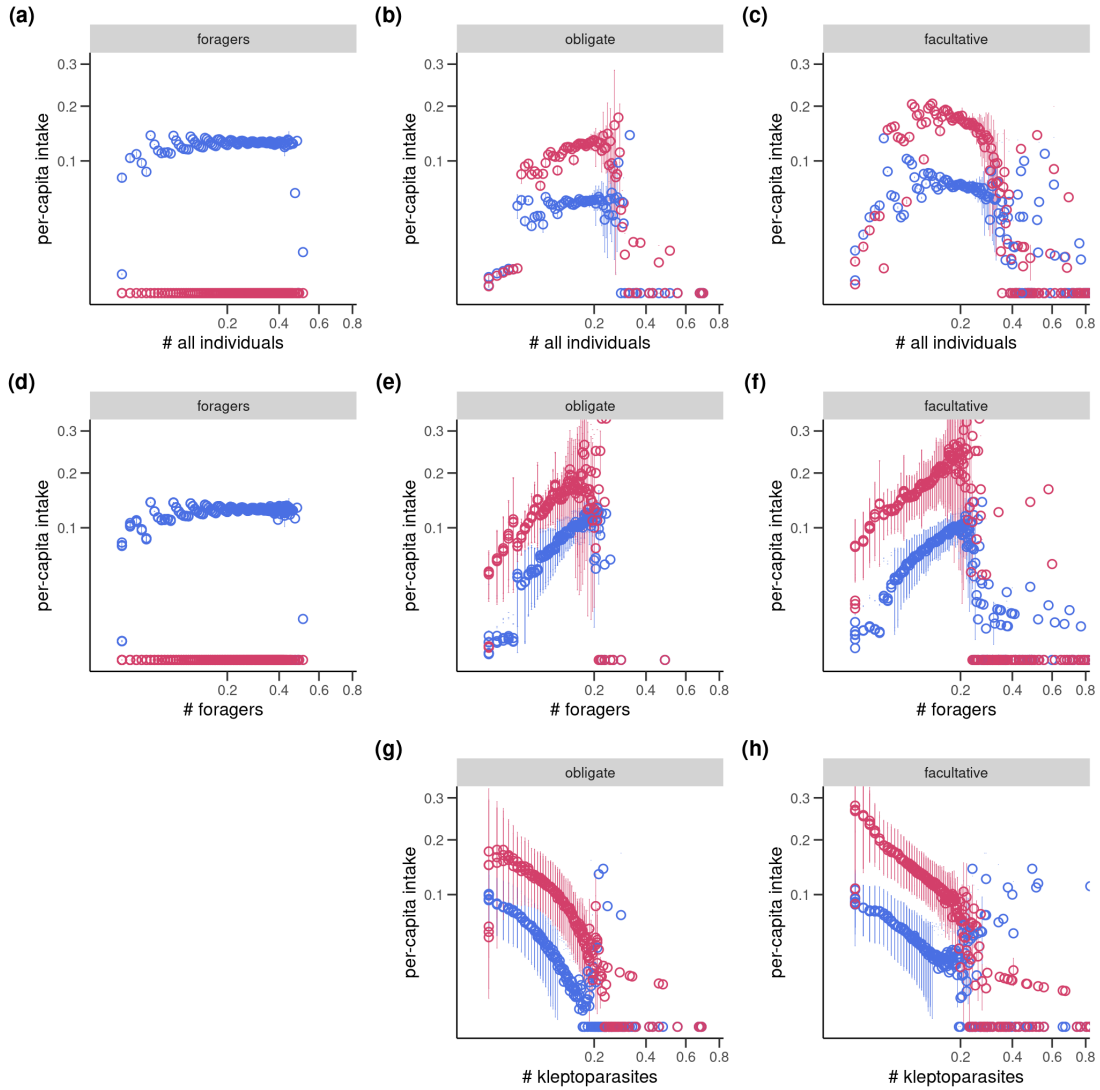 (a)
foragers
per-capita intake
0.3
0.2
0.1
0.2 0.4 0.6 0.8
# all individuals
(b)
obligate
per-capita intake
0.3
0.2
0.1
0.2 0.4 0.6 0.8
# all individuals
(c)
facultative
per-capita intake
0.3
0.2
0.1
0.2 0.4 0.6 0.8
# all individuals
(d)
foragers
per-capita intake
0.3
0.2
0.1
0.2 0.4 0.6 0.8
# foragers
(e)
obligate
per-capita intake
0.3
0.2
0.1
0.2 0.4 0.6 0.8
# foragers
(f)
facultative
per-capita intake
0.3
0.2
0.1
0.2 0.4 0.6 0.8
# foragers
(g)
obligate
per-capita intake
0.3
0.2
0.1
0.2 0.4 0.6 0.8
# kleptoparasites
(h)
facultative
per-capita intake
0.3
0.2
0.1
0.2 0.4 0.6 0.8
# kleptoparasites